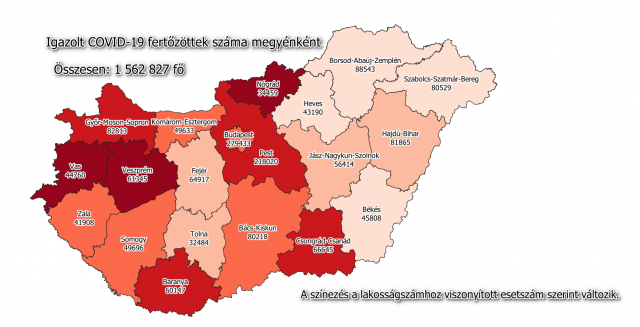 Igazolt COVID-19 fertőzöttek száma megyénként
Összesen: 1 562 827 fő
Borsod-Abaúj-Zemplén
88543
Szabolcs-Szatmár-Bereg
80529
Nógrád
34459
Heves
43190
Győr-Moson-Sopron
82813
Komárom-Esztergom
49633
Budapest
279433
Pest
218020
Hajdú-Bihar
81865
Jász-Nagykun-Szolnok
56414
Vas
44760
Veszprém
61345
Fejér
64917
Zala
41908
Somogy
49696
Tolna
32484
Bács-Kiskun
80218
Békés
45808
Csongrád-Csanád
66645
Baranya
60147
A színezés a lakosságszámhoz viszonyított esetszám szerint változik.